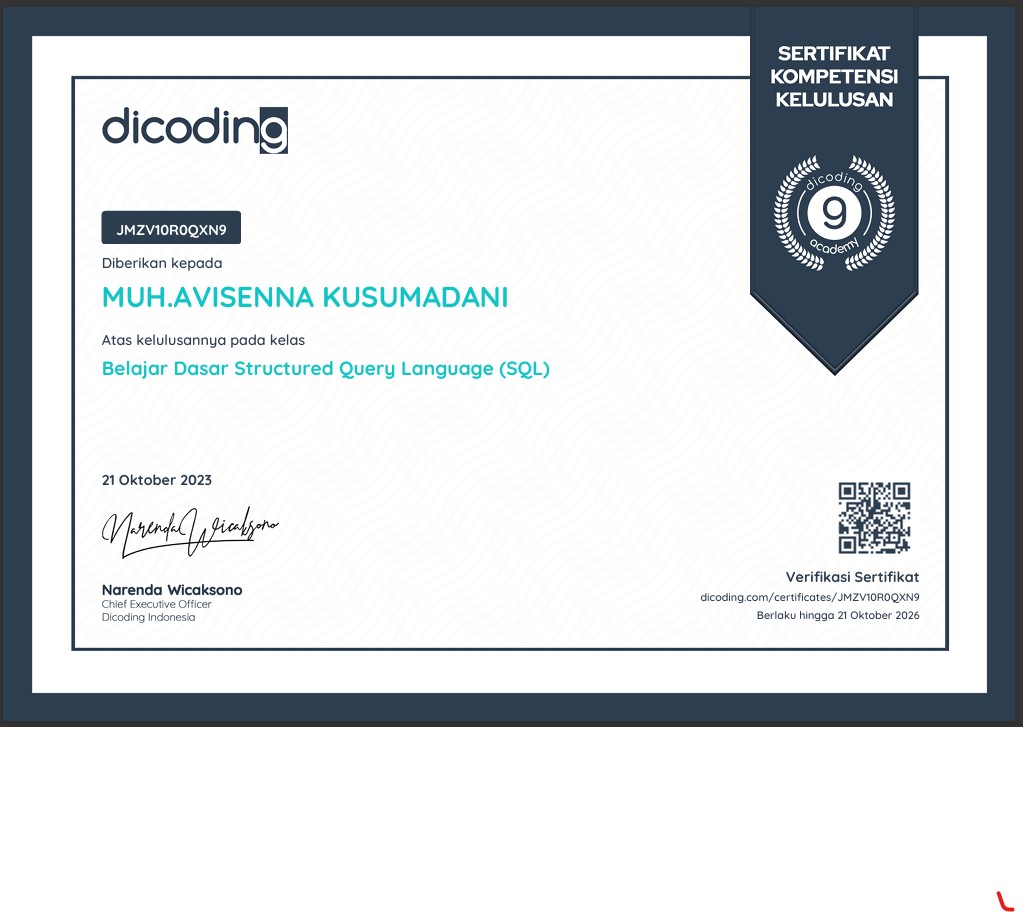 SERTIFIKAT
KOMPETENSI
KELULUSAN
dicoding
dicoding
9
academy
JMZV10R0QXN9
Diberikan kepada
MUH.AVISENNA KUSUMADANI
Atas kelulusannya pada kelas
Belajar Dasar Structured Query Language (SQL)
21 Oktober 2023
Narenda Wicaksono
Narenda Wicaksono
Chief Executive Officer
Dicoding Indonesia
Verifikasi Sertifikat
dicoding.com/certificates/JMZV10R0QXN9
Berlaku hingga 21 Oktober 2026